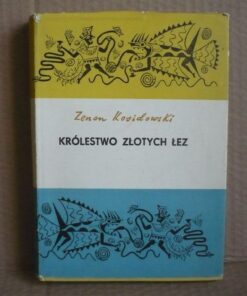 Zenon Kosidowski
KRÓLESTWO ZŁOTYCH ŁEZ